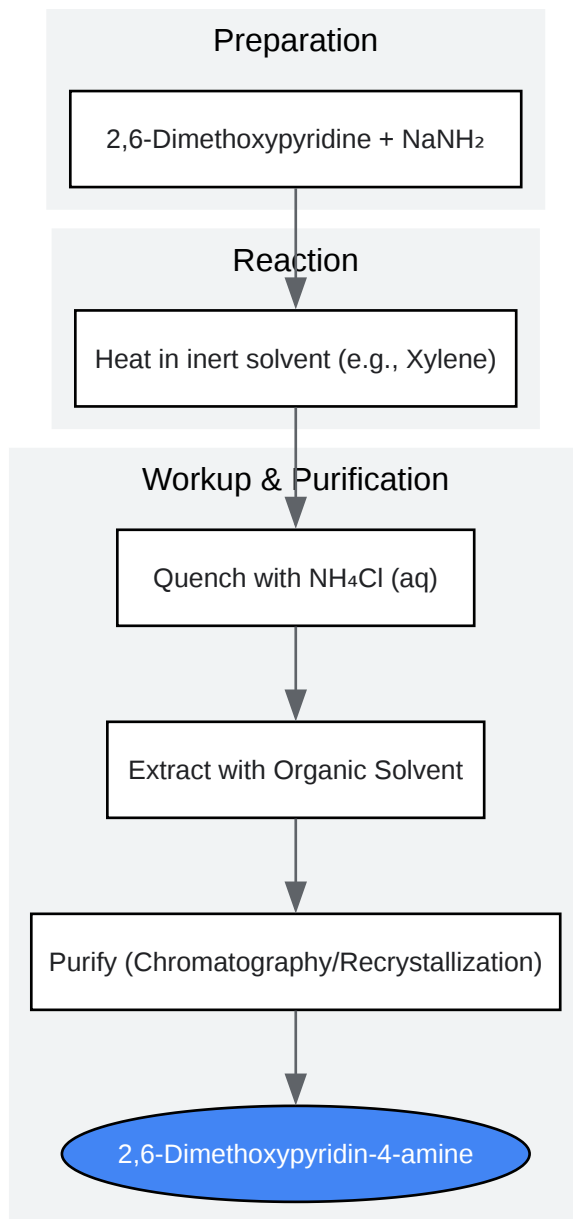 Preparation
2,6-Dimethoxypyridine + NaNH₂
Reaction
Heat in inert solvent (e.g., Xylene)
Workup & Purification
Quench with NH₄Cl (aq)
Extract with Organic Solvent
Purify (Chromatography/Recrystallization)
2,6-Dimethoxypyridin-4-amine